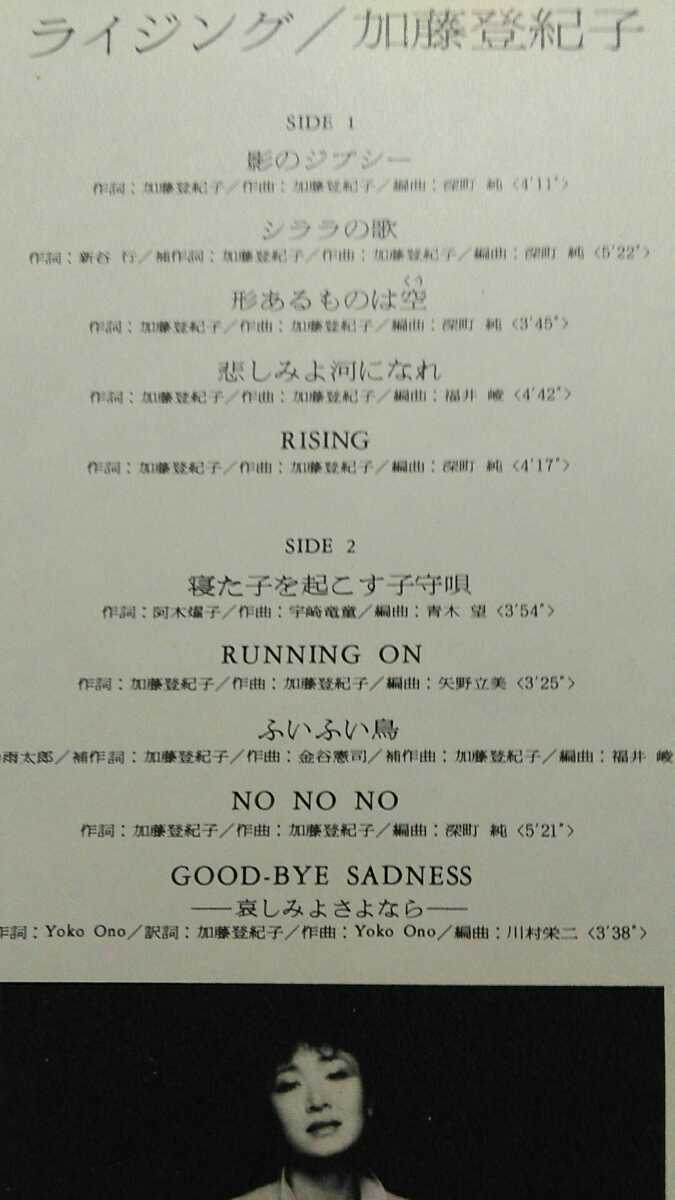 ライジング／加藤登紀子
SIDE 1
影のジプシー
作詞：加藤登紀子／作曲：加藤登紀子／編曲：深町 純〈4'11"〉
シララの歌
作詞：新谷 行／補作詞：加藤登紀子／作曲：加藤登紀子／編曲：深町 純〈5'22"〉
くう
形あるものは空
作詞：加藤登紀子／作曲：加藤登紀子／編曲：深町 純〈3'45"〉
悲しみよ河になれ
作詞：加藤登紀子／作曲：加藤登紀子／編曲：福井 崚〈4'42"〉
RISING
作詞：加藤登紀子／作曲：加藤登紀子／編曲：深町 純〈4'17"〉
SIDE 2
寝た子を起こす子守唄
作詞：阿木燿子／作曲：宇崎竜童／編曲：青木 望〈3'54"〉
RUNNING ON
作詞：加藤登紀子／作曲：加藤登紀子／編曲：矢野立美〈3'25"〉
ふいふい鳥
雨太郎／補作詞：加藤登紀子／作曲：金谷憲司／補作曲：加藤登紀子／編曲：福井 崚
NO NO NO
作詞：加藤登紀子／作曲：加藤登紀子／編曲：深町 純〈5'21"〉
GOOD-BYE SADNESS
——哀しみよさよなら——
作詞：Yoko Ono／訳詞：加藤登紀子／作曲：Yoko Ono／編曲：川村栄二〈3'38"〉